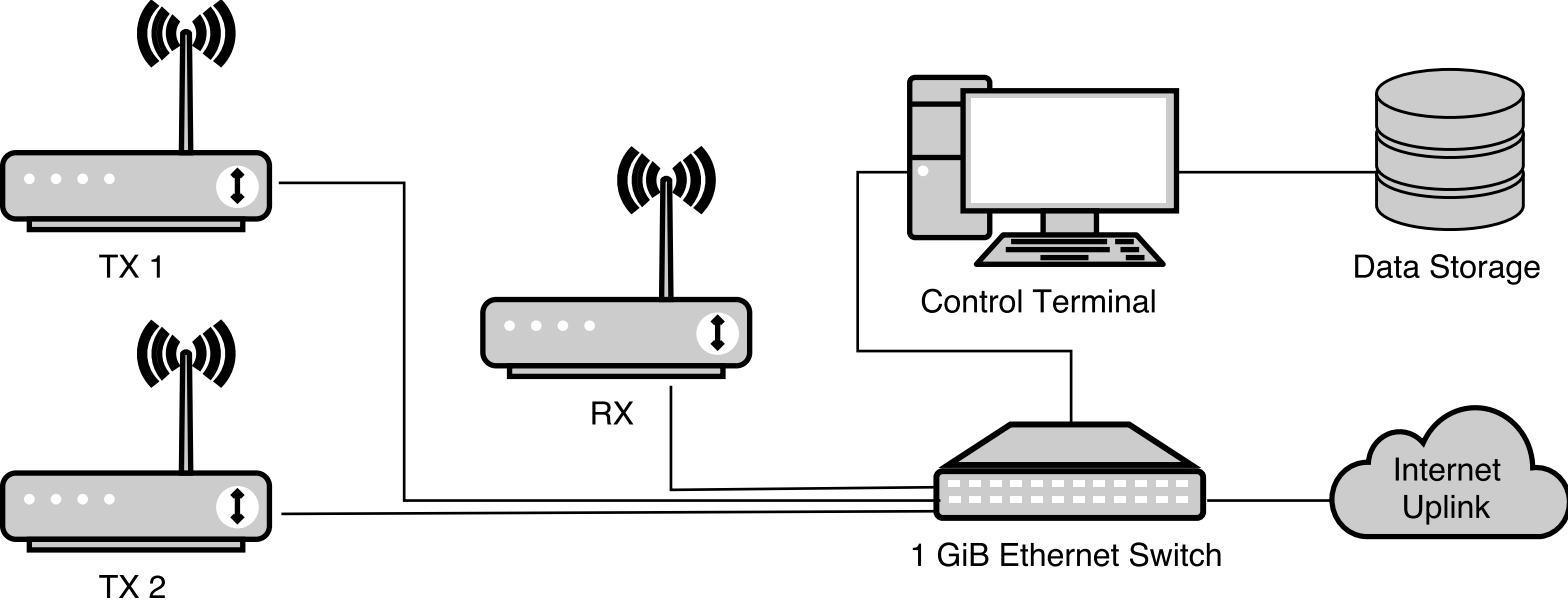 TX 1
RX
TX 2
Control Terminal
Data Storage
1 GiB Ethernet Switch
Internet
Uplink